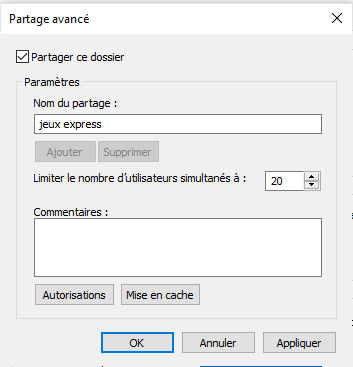 Partage avancé
Partager ce dossier
Paramètres
Nom du partage :
jeux express
Ajouter Supprimer
Limiter le nombre d'utilisateurs simultanés à : 20
Commentaires :
Autorisations Mise en cache
OK Annuler Appliquer